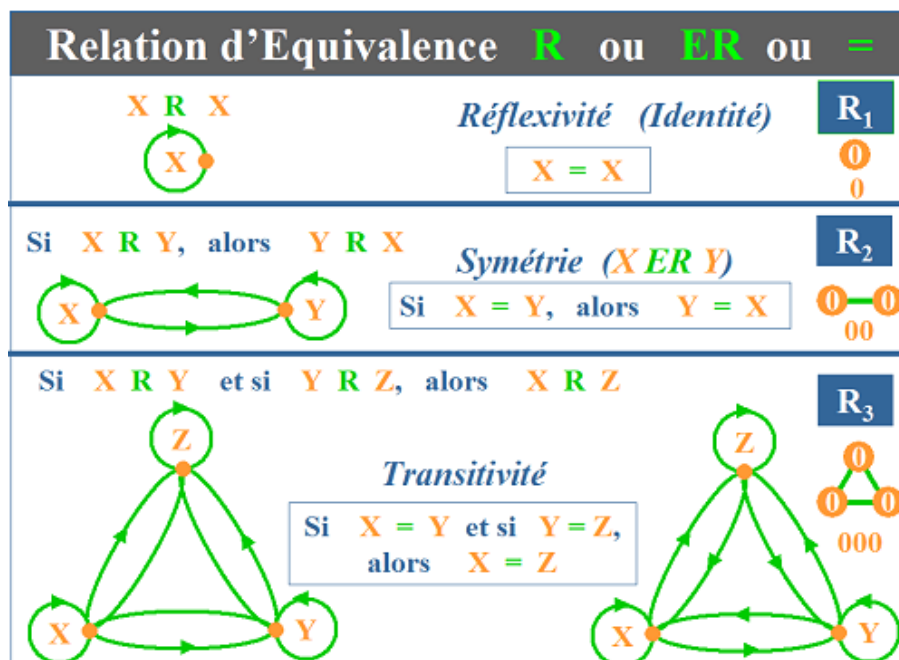 Relation d'Equivalence R ou ER ou =
X R X
Réflexivité (Identité)
R1
X
X = X
0
0
Si X R Y, alors Y R X
Symétrie (X ER Y)
R2
X
Y
Si X = Y, alors Y = X
0 0
00
Si X R Y et si Y R Z, alors X R Z
R3
Z
Z
Transitivité
0
0 0
Si X = Y et si Y = Z,
alors X = Z
000
X
Y
X
Y